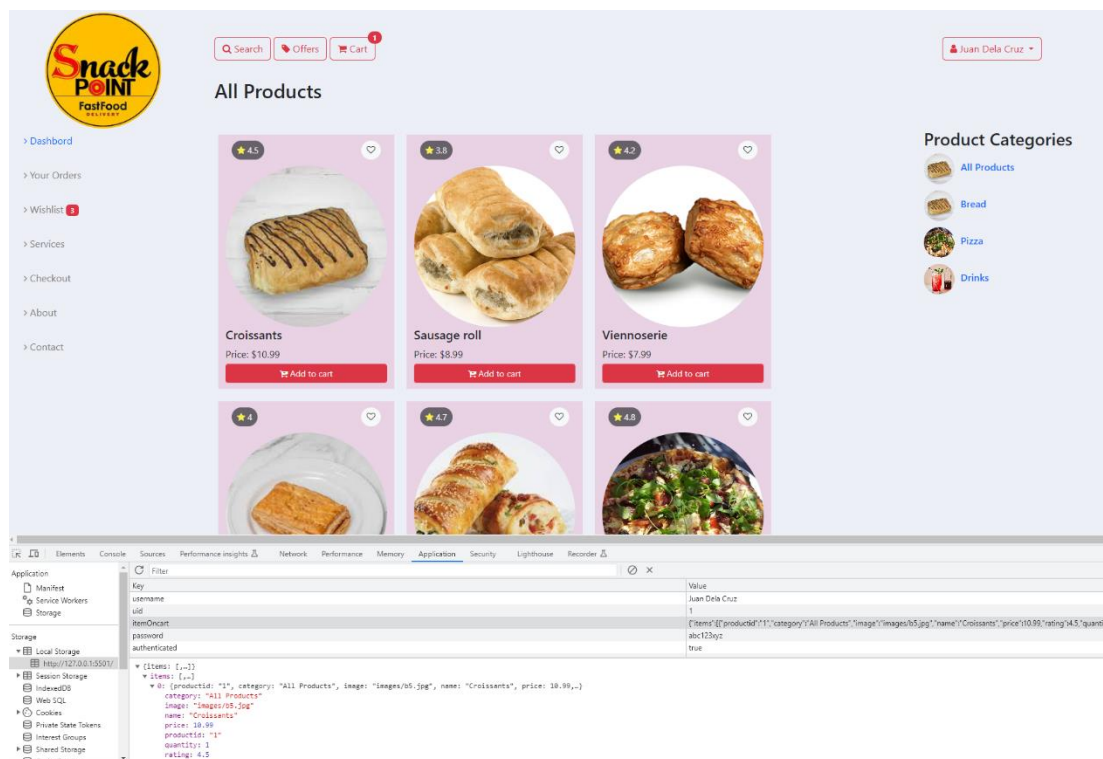 Snack
POINT
FastFood
DELIVERY
Search
Offers
Cart
1
Juan Dela Cruz
All Products
> Dashbord
> Your Orders
> Wishlist 3
> Services
> Checkout
> About
> Contact
4.5
3.8
4.2
Croissants
Sausage roll
Viennoserie
Price: $10.99
Price: $8.99
Price: $7.99
Add to cart
Add to cart
Add to cart
4
4.7
4.8
Product Categories
All Products
Bread
Pizza
Drinks
Elements Console Sources Performance insights Network Performance Memory Application Security Lighthouse Recorder
Application
Manifest
Service Workers
Storage
Storage
Local Storage
http://127.0.0.1:5501/
Session Storage
IndexedDB
Web SQL
Cookies
Private State Tokens
Interest Groups
Shared Storage
Filter
Key Value
username Juan Dela Cruz
uid 1
itemOncart {"items":[{"productid":"1","category":"All Products","image":"images/b5.jpg","name":"Croissants","price":10.99,"rating":4.5,"quanti
password abc123xyz
authenticated true
{items: [,…]}
items: [,…]
0: {productid: "1", category: "All Products", image: "images/b5.jpg", name: "Croissants", price: 10.99,…}
category: "All Products"
image: "images/b5.jpg"
name: "Croissants"
price: 10.99
productid: "1"
quantity: 1
rating: 4.5